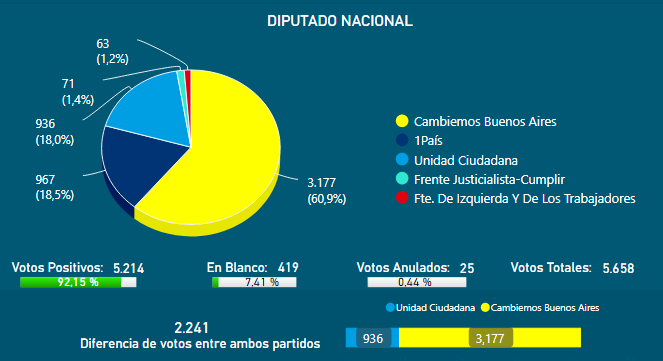 DIPUTADO NACIONAL
63
(1,2%)
71
(1,4%)
936
(18,0%)
967
(18,5%)
3.177
(60,9%)
Cambiemos Buenos Aires
1País
Unidad Ciudadana
Frente Justicialista-Cumplir
Fte. De Izquierda Y De Los Trabajadores
Votos Positivos: 5.214
92,15 %
En Blanco: 419
7,41 %
Votos Anulados: 25
0,44 %
Votos Totales: 5.658
2.241
Diferencia de votos entre ambos partidos
Unidad Ciudadana Cambiemos Buenos Aires
936 3,177